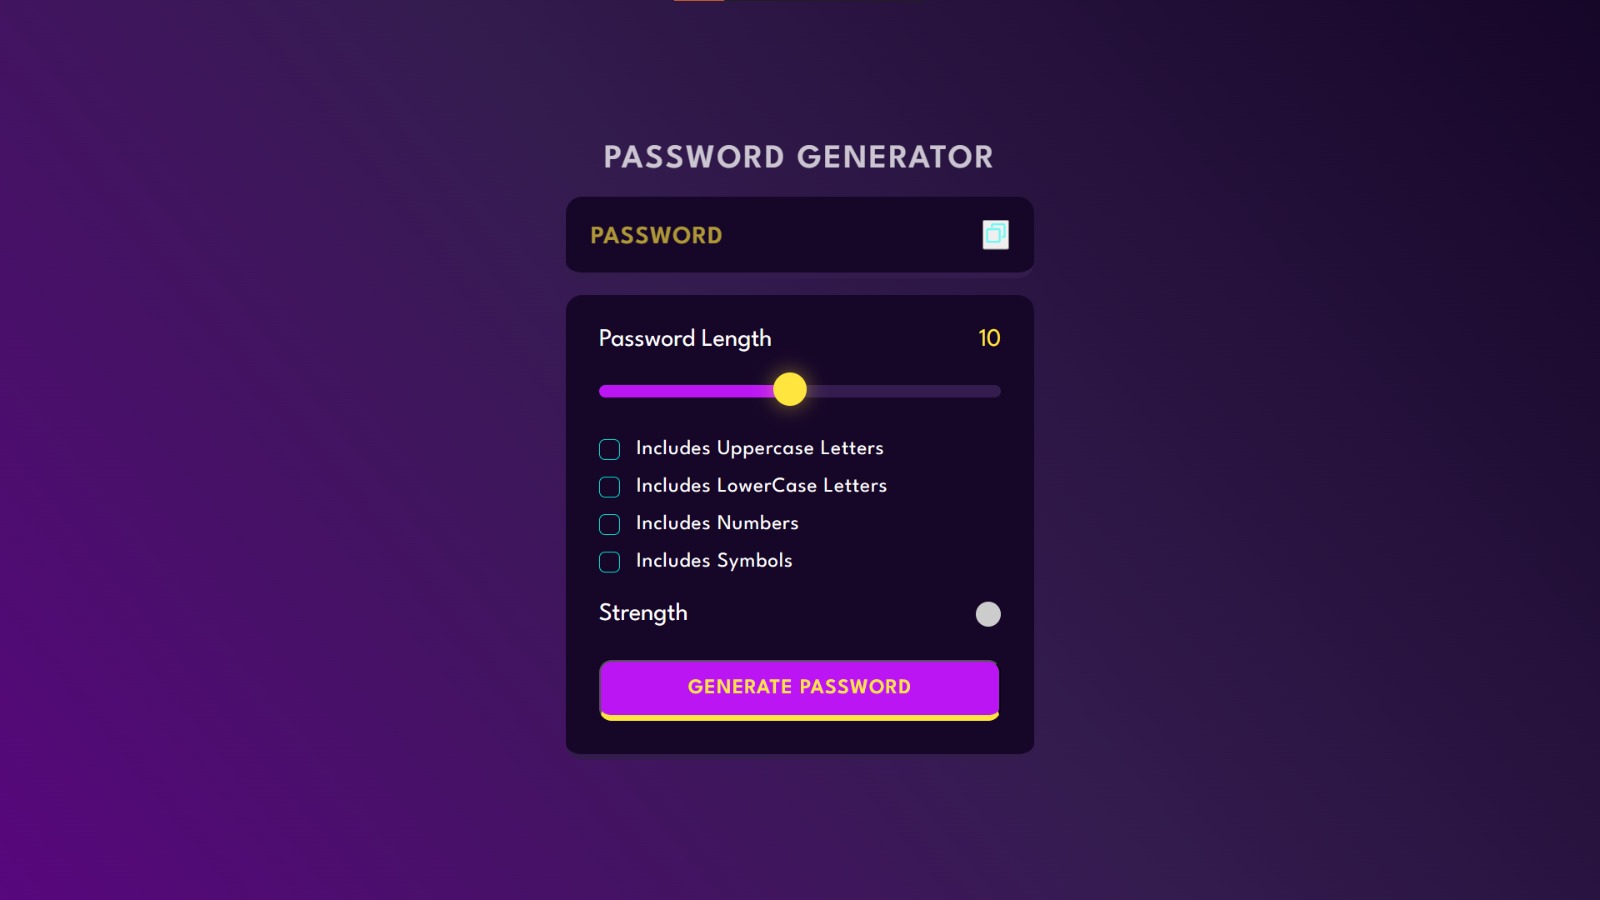 PASSWORD GENERATOR
PASSWORD
Password Length 10
Includes Uppercase Letters
Includes LowerCase Letters
Includes Numbers
Includes Symbols
Strength
GENERATE PASSWORD